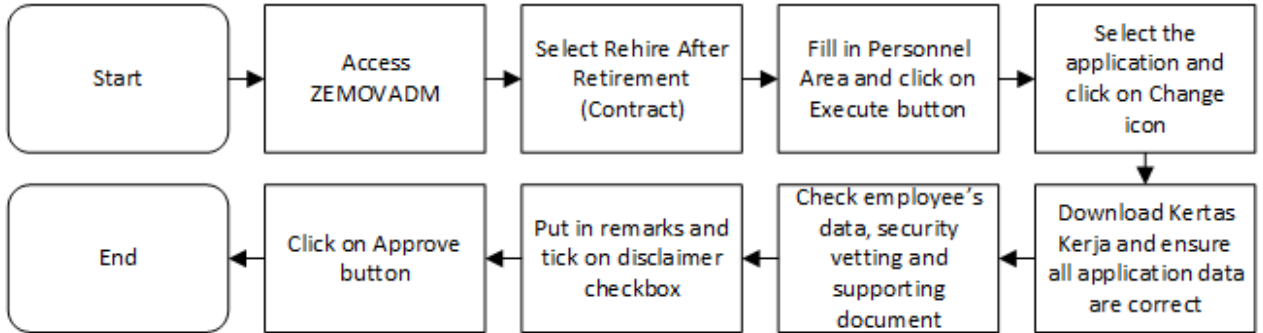 Start
Access
ZEMOVADM
Select Rehire After
Retirement
(Contract)
Fill in Personnel
Area and click on
Execute button
Select the
application and
click on Change
icon
Download Kertas
Kerja and ensure
all application data
are correct
Check employee’s
data, security
vetting and
supporting
document
Put in remarks and
tick on disclaimer
checkbox
Click on Approve
button
End